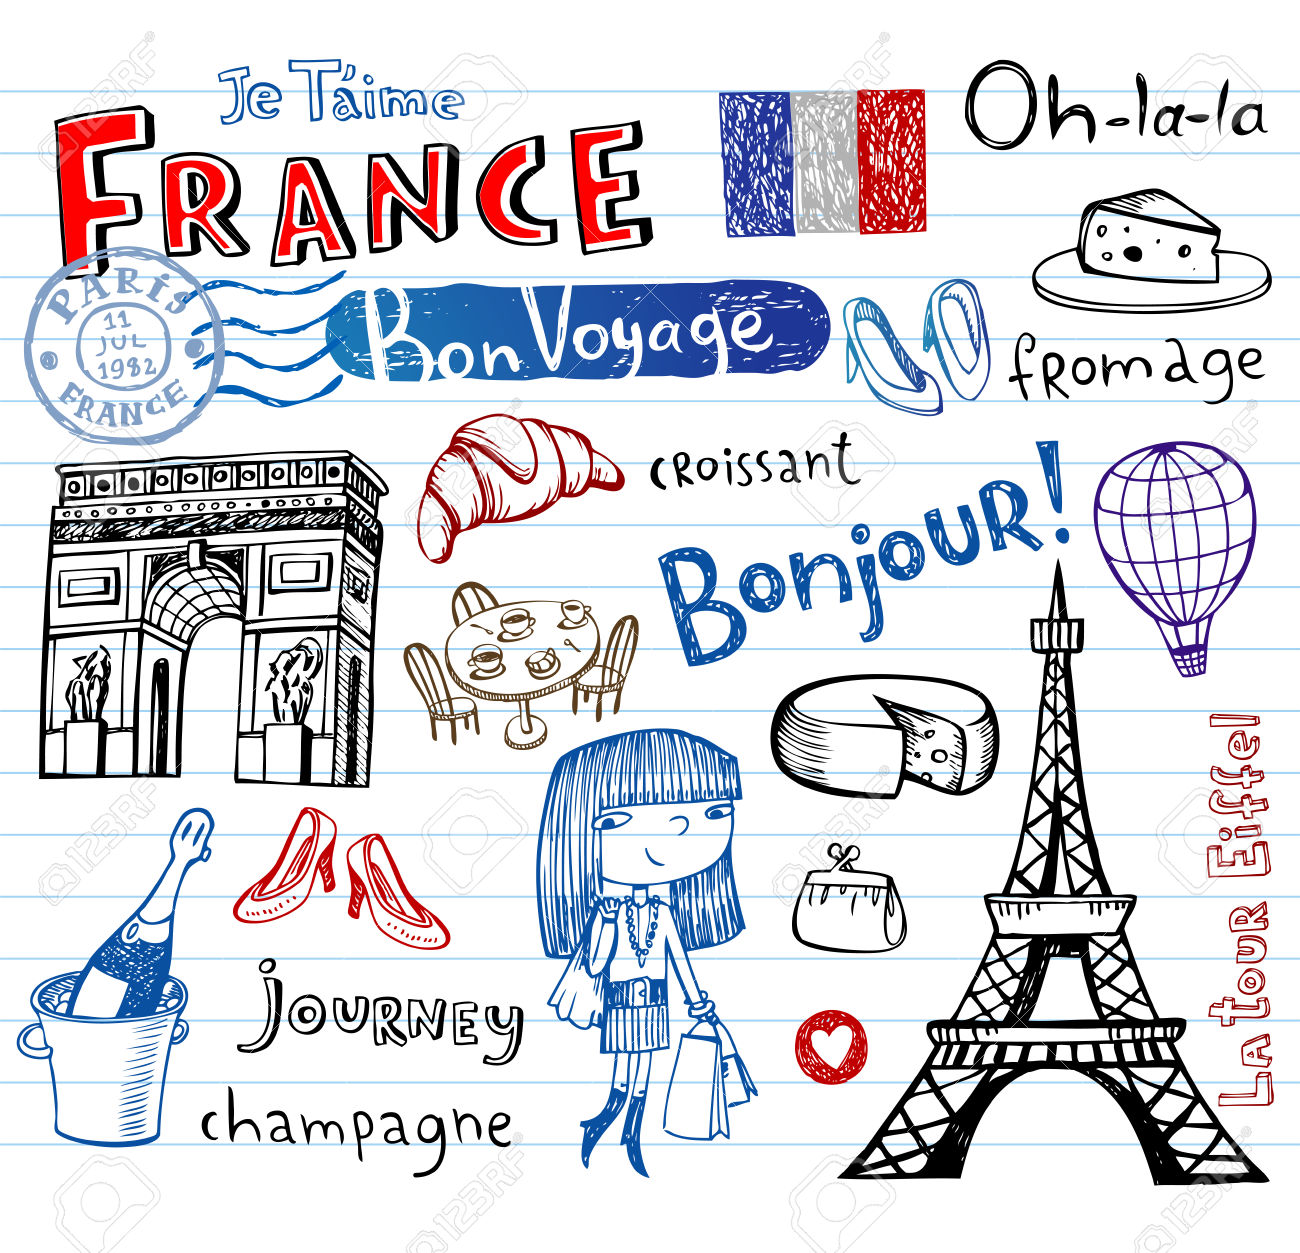 Je T'aime
FRANCE
Oh-la-la
PARIS
11
JUL
1982
FRANCE
Bon Voyage
fromage
croissant
Bonjour!
La tour Eiffel
journey
champagne
123RF